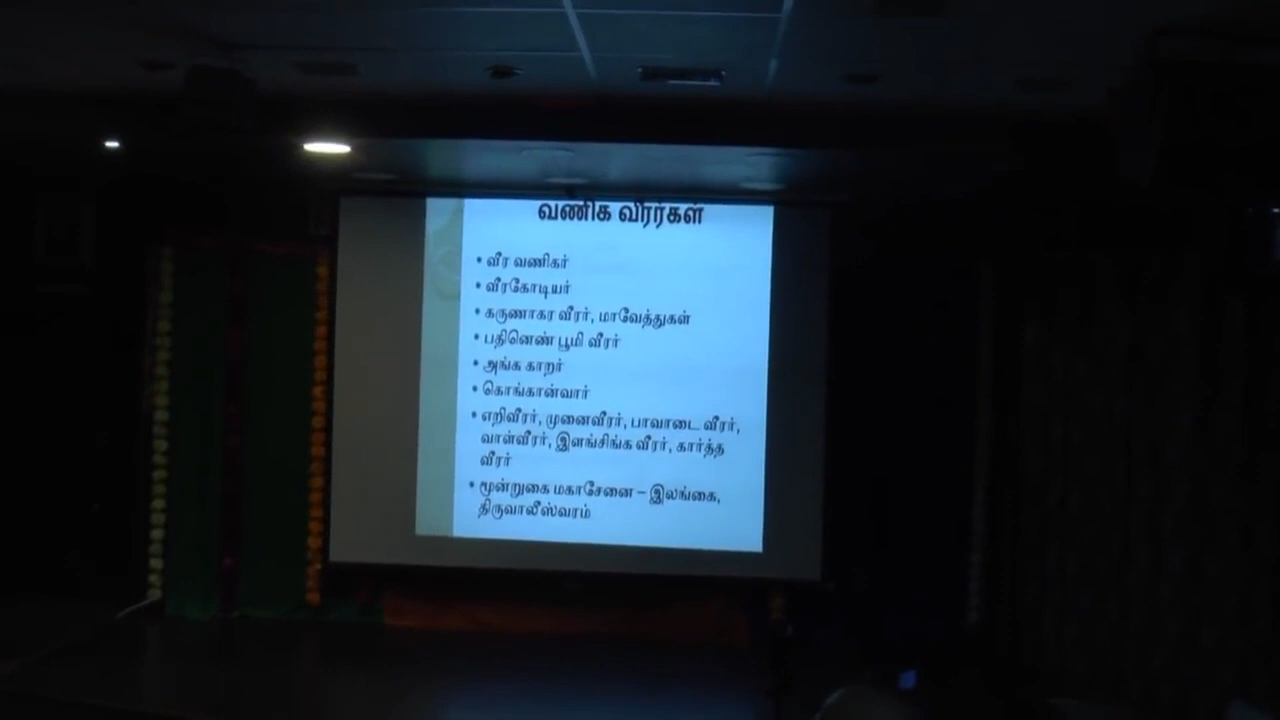 வணிக வீரர்கள்
• வீர வணிகர்
• வீரகோடியர்
• கருணாகர வீரர், மாவேத்துகள்
• பதினெண் பூமி வீரர்
• அங்க காறர்
• கொங்கான்வார்
• எறிவீரர், முனைவீரர், பாவாடை வீரர்,
வாள்வீரர், இளங்சிங்க வீரர், கார்த்த
வீரர்
• மூன்றுகை மகாசேனை – இலங்கை,
திருவாலீஸ்வரம்